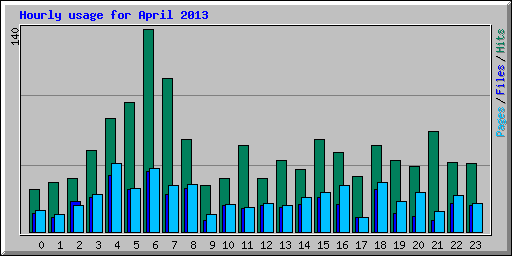 Hourly usage for April 2013
140
Pages/Files/Hits
0 1 2 3 4 5 6 7 8 9 10 11 12 13 14 15 16 17 18 19 20 21 22 23